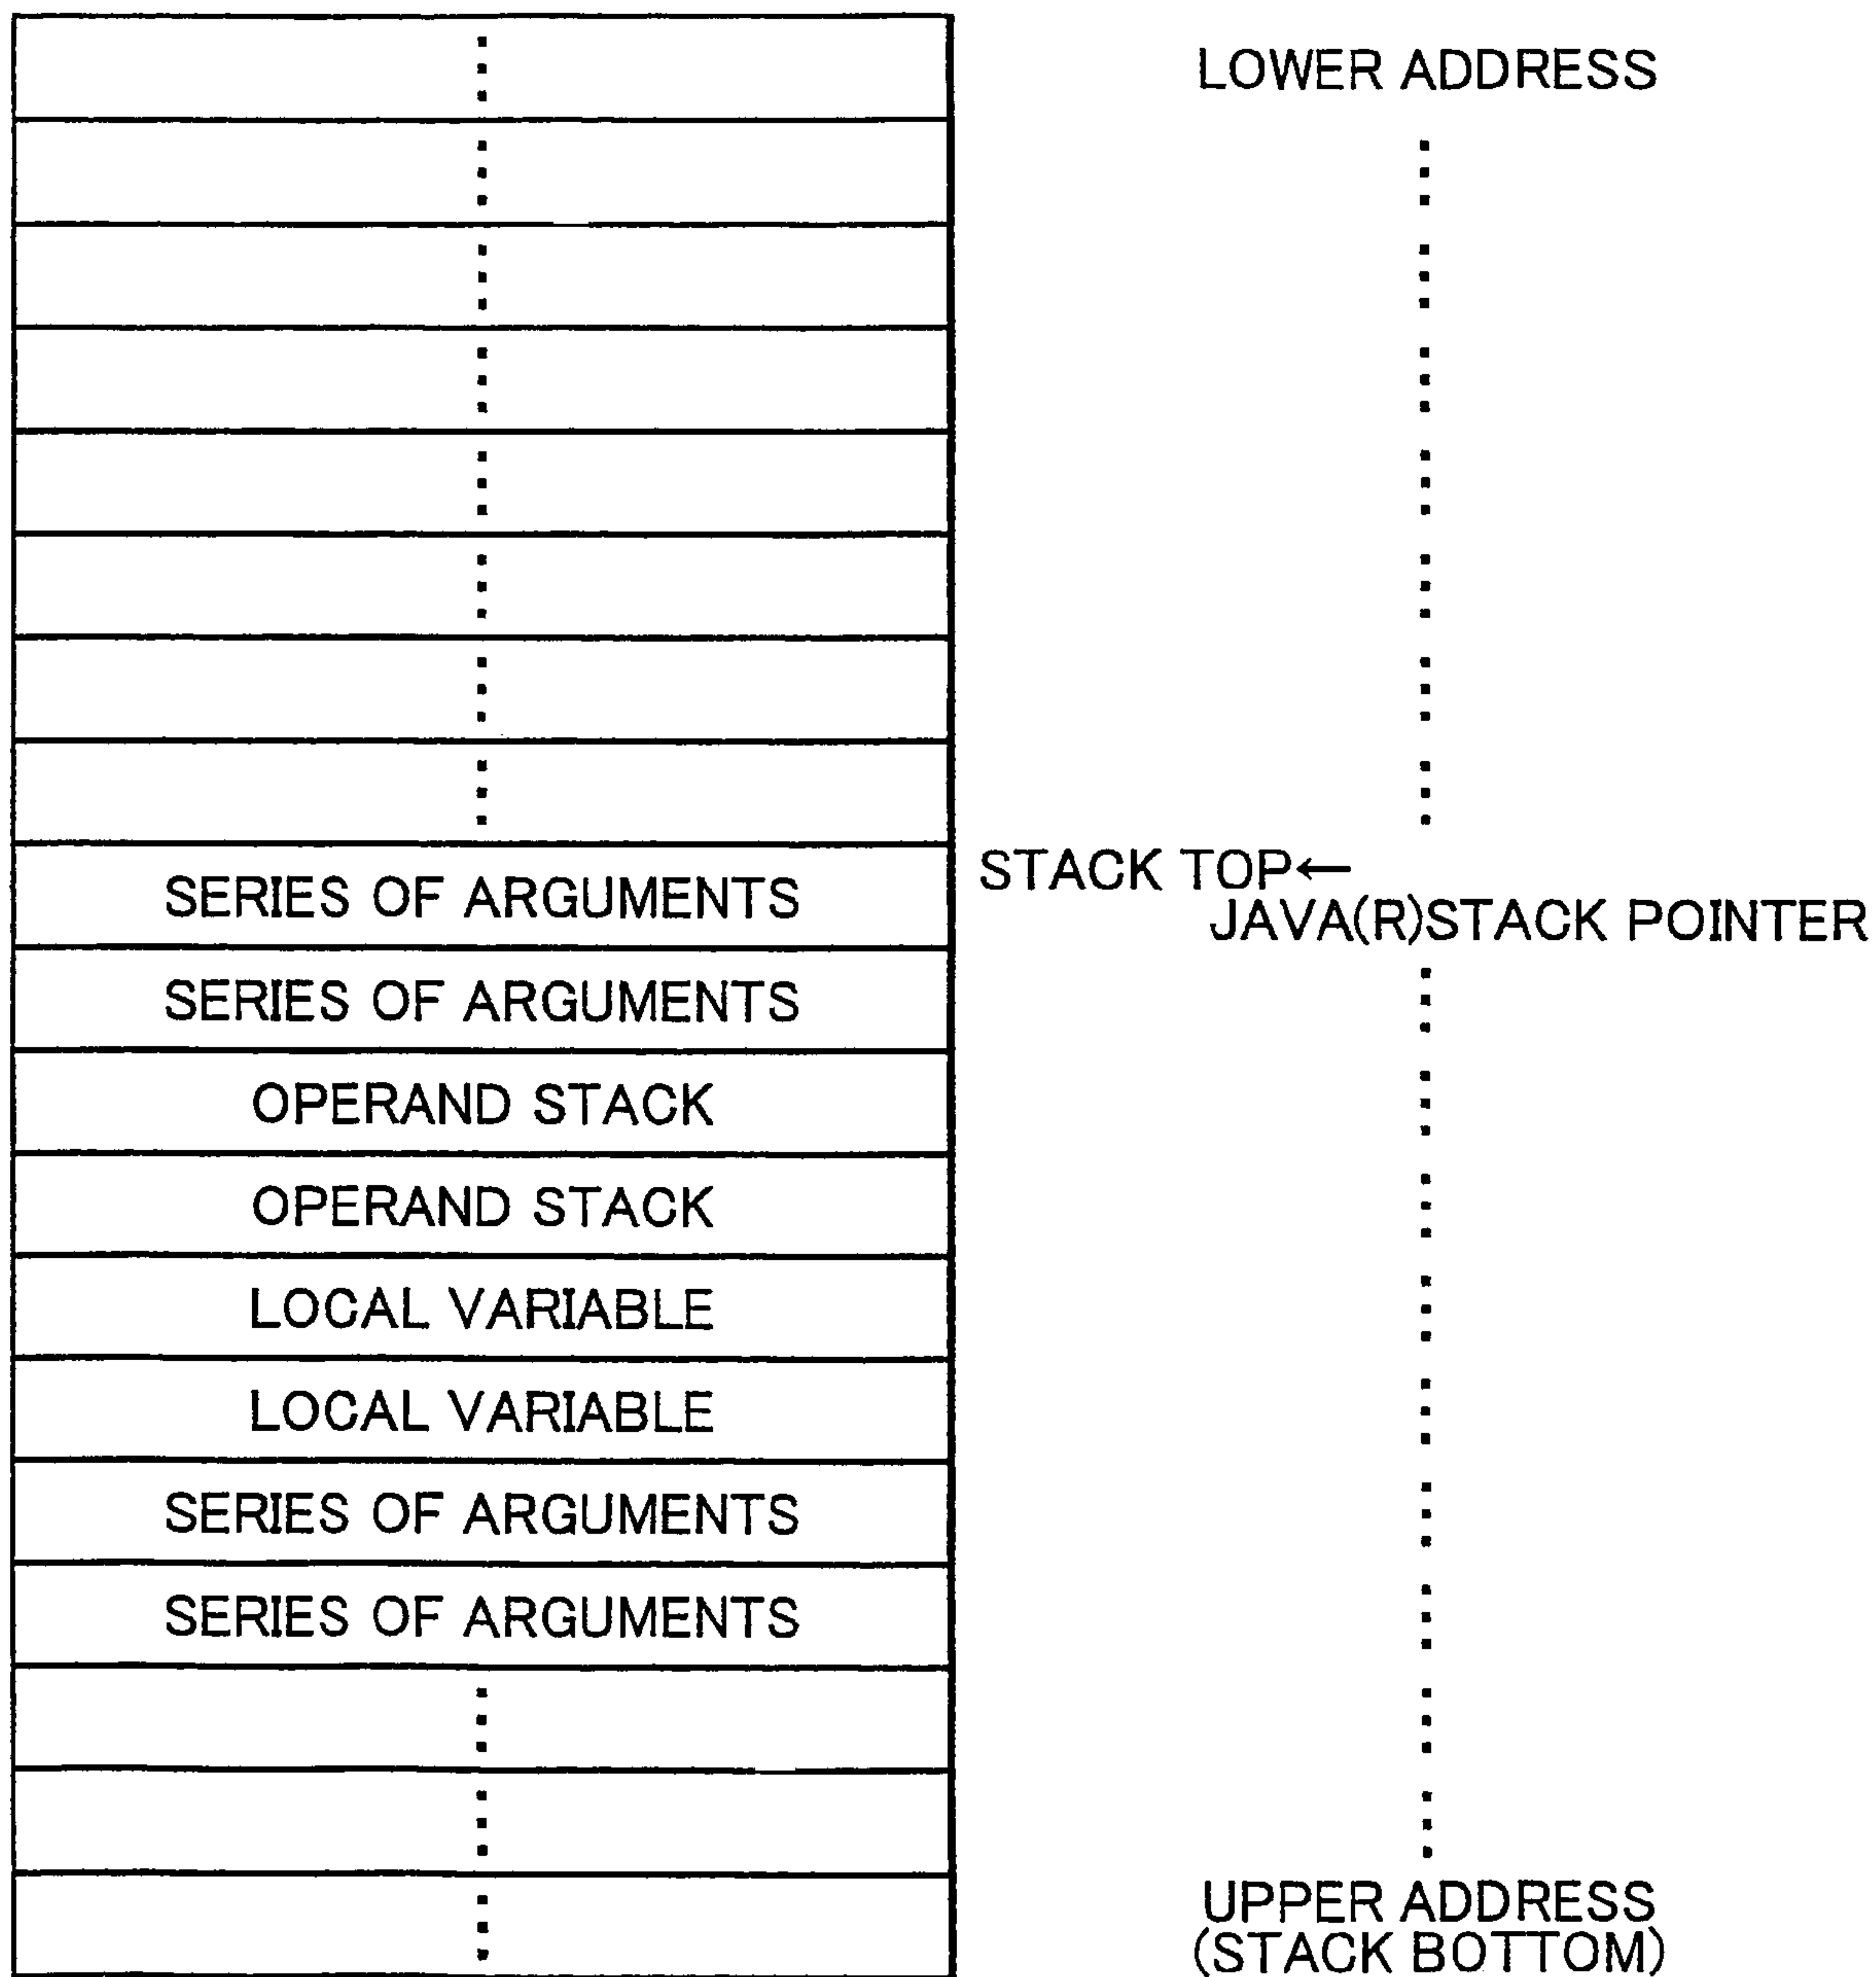 LOWER ADDRESS
SERIES OF ARGUMENTS
STACK TOP←
JAVA(R)STACK POINTER
SERIES OF ARGUMENTS
OPERAND STACK
OPERAND STACK
LOCAL VARIABLE
LOCAL VARIABLE
SERIES OF ARGUMENTS
SERIES OF ARGUMENTS
UPPER ADDRESS
(STACK BOTTOM)